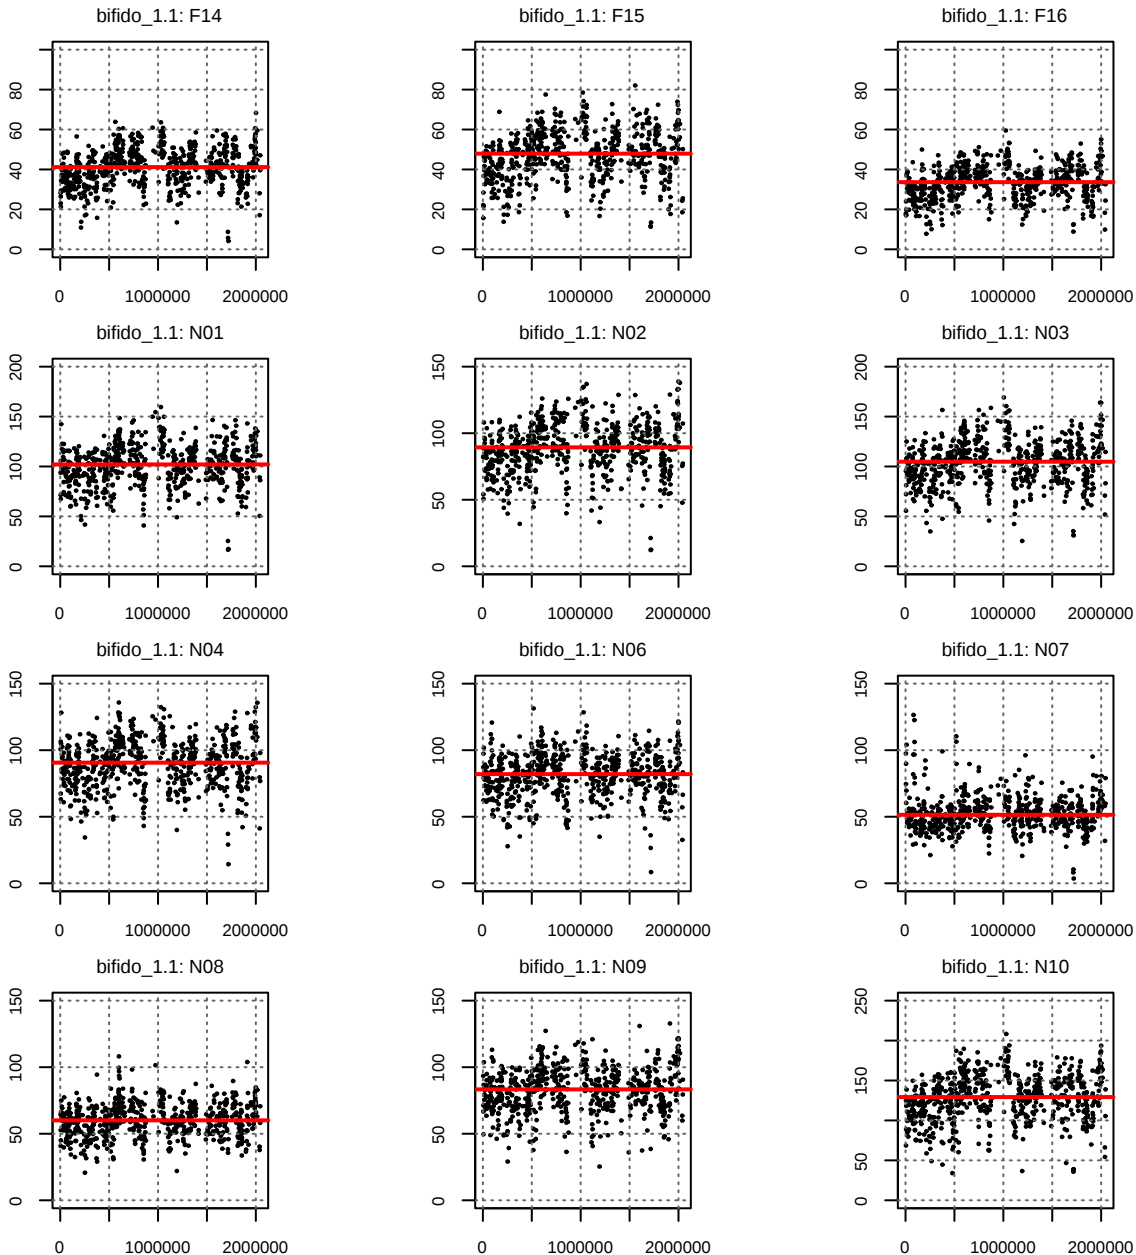 bifido_1.1: F14 bifido_1.1: F15 bifido_1.1: F16
0 20 40 60 80 0 20 40 60 80 0 20 40 60 80
0 1000000 2000000 0 1000000 2000000 0 1000000 2000000
bifido_1.1: N01 bifido_1.1: N02 bifido_1.1: N03
0 50 100 150 200 0 50 100 150 0 50 100 150 200
0 1000000 2000000 0 1000000 2000000 0 1000000 2000000
bifido_1.1: N04 bifido_1.1: N06 bifido_1.1: N07
0 50 100 150 0 50 100 150 0 50 100 150
0 1000000 2000000 0 1000000 2000000 0 1000000 2000000
bifido_1.1: N08 bifido_1.1: N09 bifido_1.1: N10
0 50 100 150 0 50 100 150 0 50 150 250
0 1000000 2000000 0 1000000 2000000 0 1000000 2000000